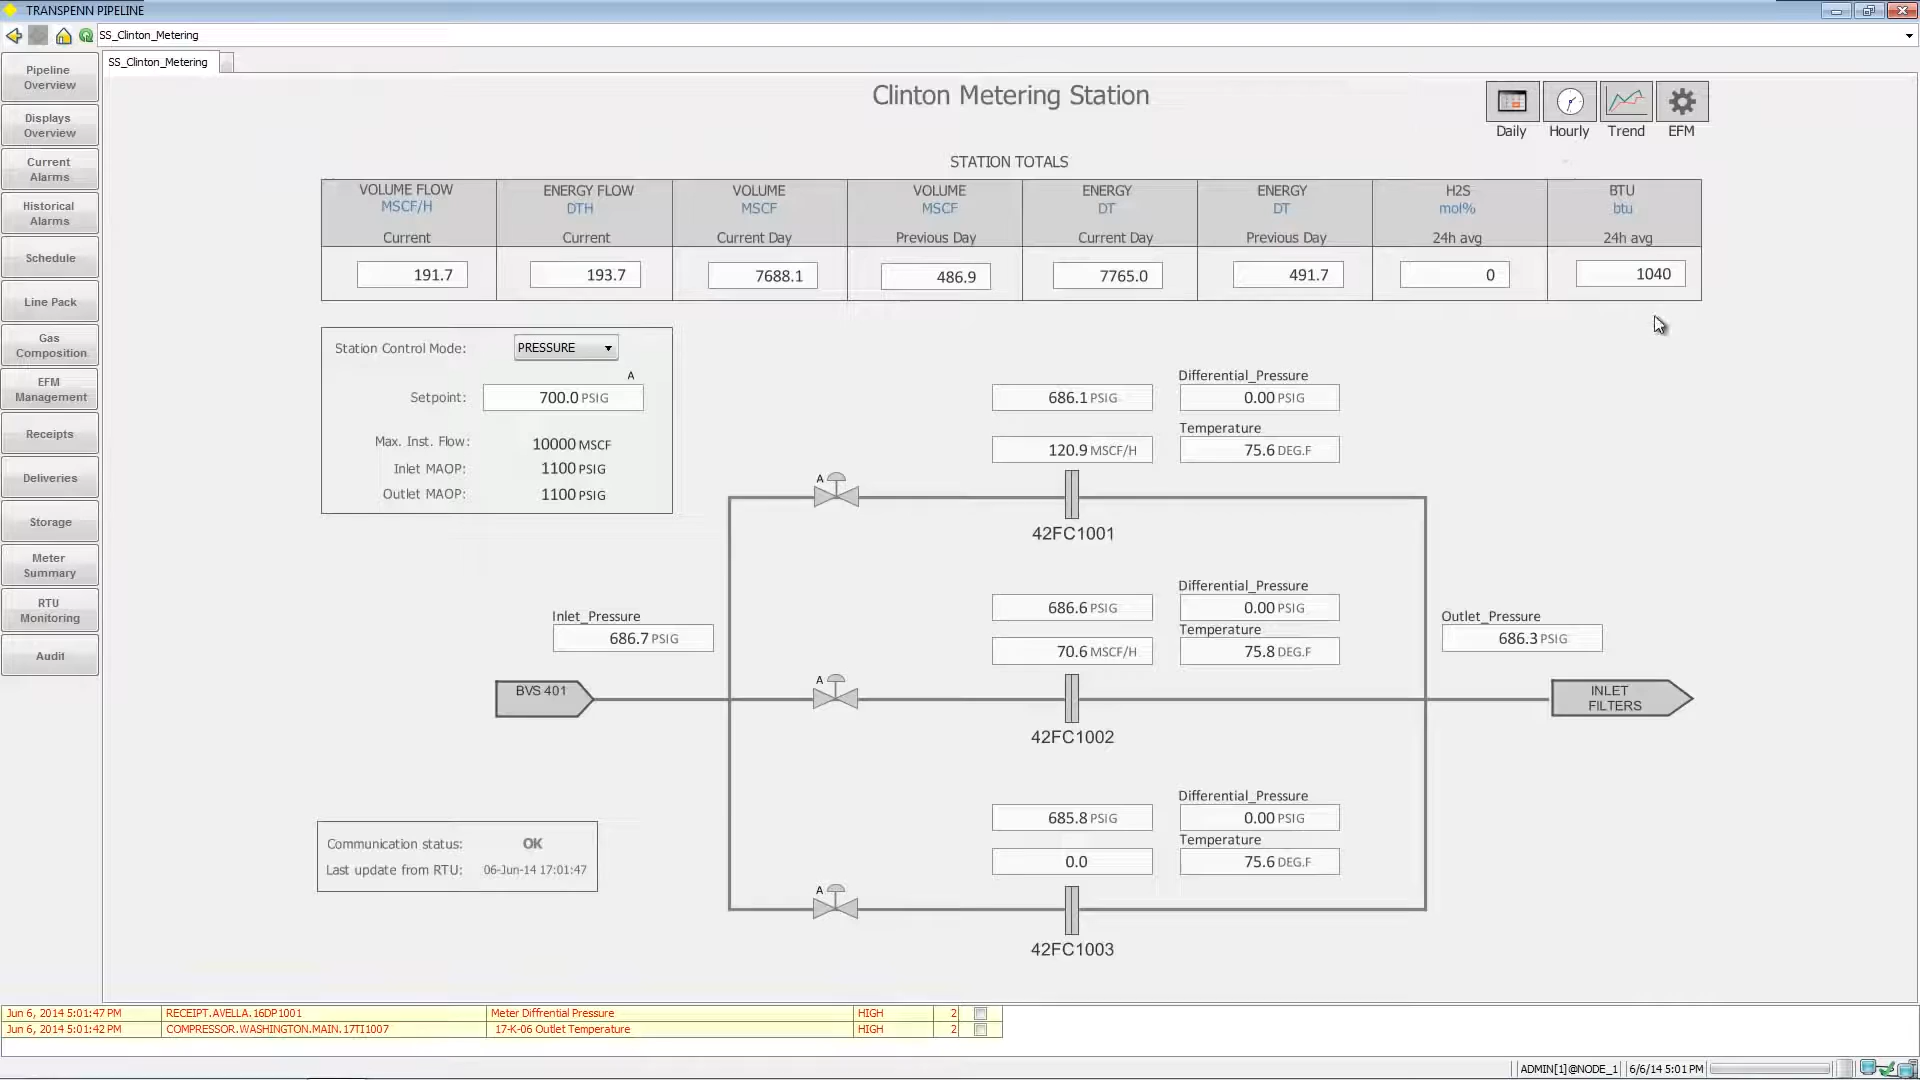 TRANSPENN PIPELINE
SS_Clinton_Metering
SS_Clinton_Metering
Pipeline
Overview
Displays
Overview
Current
Alarms
Historical
Alarms
Schedule
Line Pack
Gas
Composition
EFM
Management
Receipts
Deliveries
Storage
Meter
Summary
RTU
Monitoring
Audit
Clinton Metering Station
Daily Hourly Trend EFM
STATION TOTALS
VOLUME FLOW ENERGY FLOW VOLUME VOLUME ENERGY ENERGY H2S BTU
MSCF/H DTH MSCF MSCF DT DT mol% btu
Current Current Current Day Previous Day Current Day Previous Day 24h avg 24h avg
191.7 193.7 7688.1 486.9 7765.0 491.7 0 1040
Station Control Mode: PRESSURE
A
Setpoint: 700.0 PSIG
Max. Inst. Flow: 10000 MSCF
Inlet MAOP: 1100 PSIG
Outlet MAOP: 1100 PSIG
Differential_Pressure
686.1 PSIG 0.00 PSIG
Temperature
120.9 MSCF/H 75.6 DEG.F
A
42FC1001
Differential_Pressure
686.6 PSIG 0.00 PSIG
Temperature
70.6 MSCF/H 75.8 DEG.F
Inlet_Pressure
686.7 PSIG
Outlet_Pressure
686.3 PSIG
BVS 401
A
INLET
FILTERS
42FC1002
Differential_Pressure
685.8 PSIG 0.00 PSIG
Temperature
0.0 75.6 DEG.F
A
42FC1003
Communication status: OK
Last update from RTU: 06-Jun-14 17:01:47
Jun 6, 2014 5:01:47 PM RECEIPT.AVELLA.16DP1001 Meter Diffrential Pressure HIGH 2
Jun 6, 2014 5:01:42 PM COMPRESSOR.WASHINGTON.MAIN.17TI1007 17-K-06 Outlet Temperature HIGH 2
ADMIN[1]@NODE_1 6/6/14 5:01 PM